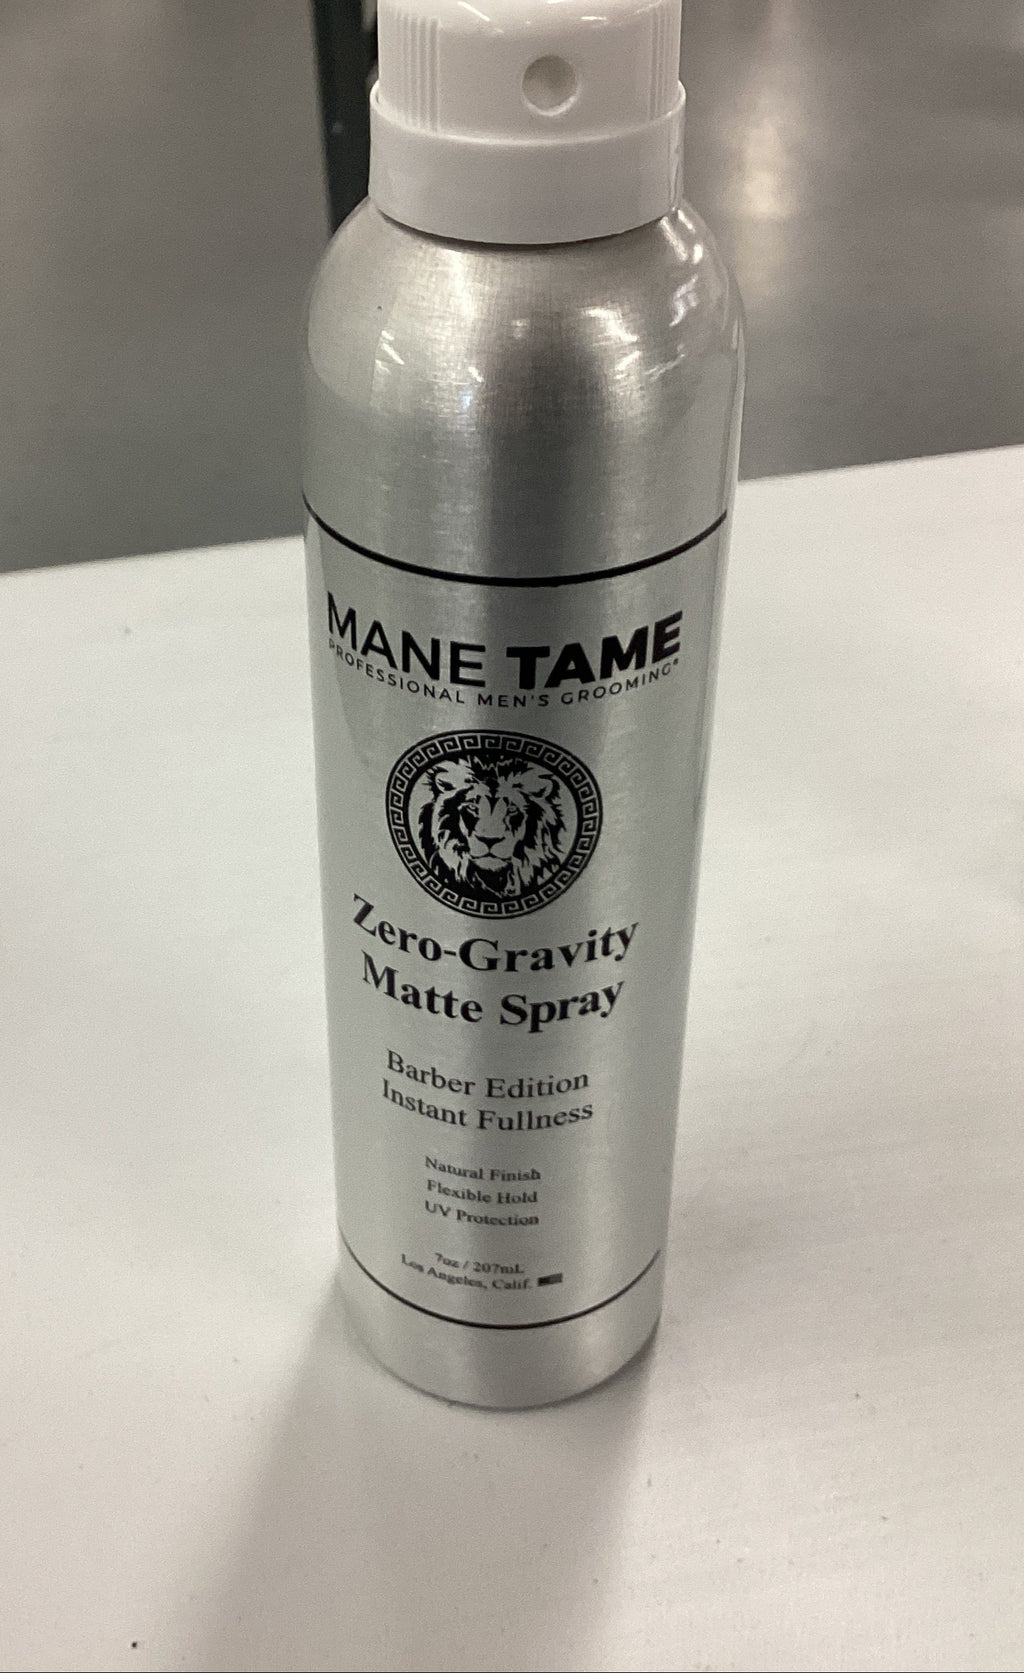 MANE TAME
PROFESSIONAL MEN'S GROOMING®
Zero-Gravity
Matte Spray
Barber Edition
Instant Fullness
Natural Finish
Flexible Hold
UV Protection
7oz / 207mL
Los Angeles, Calif.